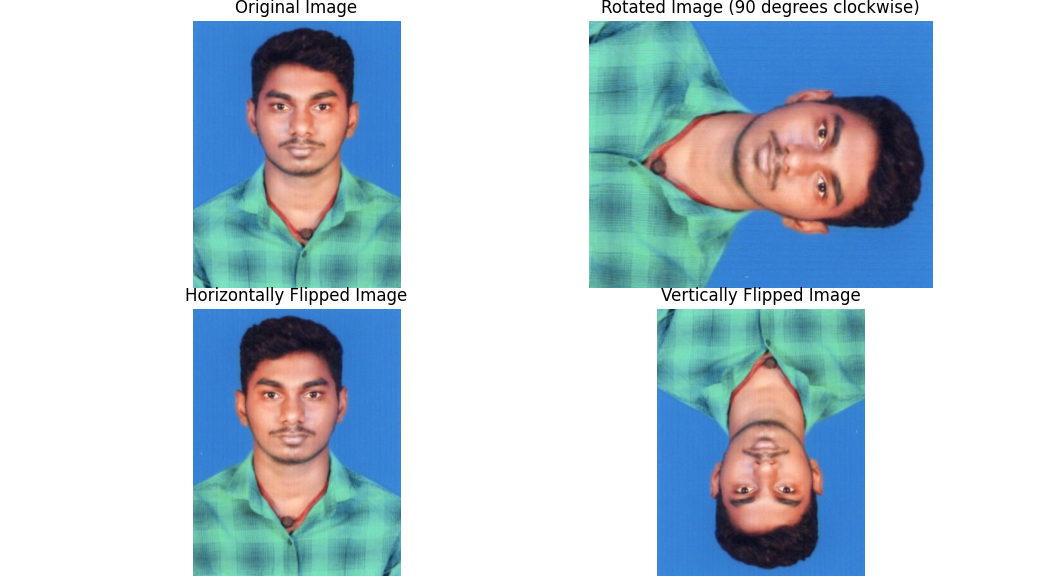 Original Image
Rotated Image (90 degrees clockwise)
Horizontally Flipped Image
Vertically Flipped Image